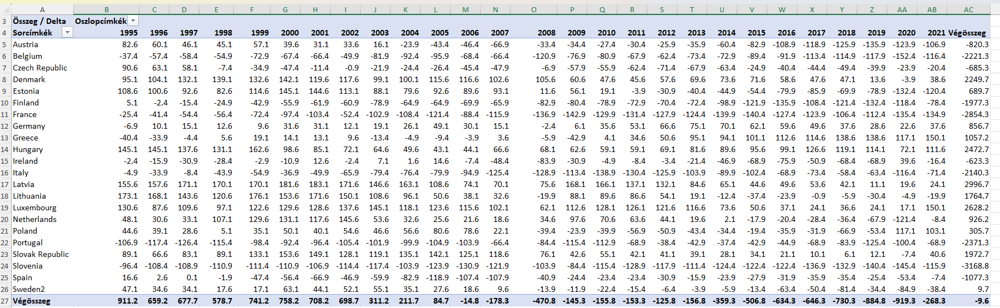 A B C D E F G H I J K L M N O P Q R S T U V W X Y Z AA AB AC
3 Összeg / Delta Oszlopcímkék
4 Sorcímkék 1995 1996 1997 1998 1999 2000 2001 2002 2003 2004 2005 2006 2007 2008 2009 2010 2011 2012 2013 2014 2015 2016 2017 2018 2019 2020 2021 Végösszeg
5 Austria 82.6 60.1 46.1 45.1 57.1 39.6 31.1 33.6 16.1 -23.9 -43.4 -46.4 -66.9 -33.4 -34.4 -27.4 -30.4 -25.9 -35.9 -60.4 -82.9 -108.9 -118.9 -125.9 -135.9 -123.9 -106.9 -820.3
6 Belgium -37.4 -57.4 -58.4 -54.9 -72.9 -67.4 -66.4 -49.9 -81.9 -92.4 -95.9 -68.4 -66.4 -120.9 -76.9 -80.9 -67.9 -62.4 -73.4 -72.9 -89.4 -91.9 -113.4 -114.9 -117.9 -152.4 -116.4 -2221.3
7 Czech Republic 90.6 63.1 58.1 -7.4 -34.9 -47.4 -11.4 -0.9 -21.9 -24.4 -26.4 -45.4 -47.9 -6.9 -57.9 -55.9 -62.4 -71.4 -67.9 -63.4 -24.9 -40.4 -44.4 -49.4 -39.9 -23.9 -20.4 -685.3
8 Denmark 95.1 104.1 132.1 139.1 132.6 142.1 119.6 117.6 99.1 100.1 115.6 116.6 102.6 105.6 60.6 47.6 45.6 57.6 69.6 73.6 71.6 58.6 47.6 47.1 13.6 -3.9 38.6 2249.7
9 Estonia 108.6 100.6 92.6 82.6 114.6 145.1 144.6 113.1 88.1 79.6 92.6 89.6 93.1 11.6 56.1 19.1 -3.9 -30.9 -40.4 -44.9 -54.4 -79.9 -85.9 -69.9 -78.9 -132.4 -120.4 689.7
10 Finland 5.1 -2.4 -15.4 -24.9 -42.9 -55.9 -61.9 -60.9 -78.9 -64.9 -64.9 -69.9 -65.9 -82.9 -80.4 -78.9 -72.9 -70.4 -72.4 -98.9 -121.9 -135.9 -108.4 -121.4 -132.4 -118.4 -78.4 -1977.3
11 France -25.4 -41.4 -54.4 -56.4 -72.4 -97.4 -103.4 -52.4 -102.9 -108.4 -121.4 -88.4 -115.9 -136.9 -142.9 -129.9 -131.4 -127.9 -124.4 -139.9 -140.4 -127.4 -123.9 -106.4 -112.4 -135.4 -134.9 -2854.3
12 Germany -6.9 10.1 15.1 12.6 9.6 31.6 31.1 12.1 19.1 26.1 49.1 30.1 15.1 -2.4 6.1 35.6 53.1 66.6 75.1 70.1 62.1 59.6 49.6 37.6 28.6 22.6 37.6 856.7
13 Greece -40.4 -33.9 -4.4 5.6 19.1 14.1 13.1 9.6 -13.4 -4.9 -9.4 -3.9 3.6 -5.9 -42.9 4.1 34.6 50.6 95.1 94.1 101.1 112.6 114.6 138.6 138.6 117.1 150.1 1057.2
14 Hungary 145.1 145.1 137.6 131.1 162.6 98.6 85.1 72.1 64.6 49.6 43.1 44.1 66.6 68.1 62.6 59.1 59.1 69.1 81.6 89.6 95.6 99.1 126.6 119.1 114.1 72.1 111.6 2472.7
15 Ireland -2.4 -15.9 -30.9 -28.4 -2.9 -10.9 12.6 -2.4 7.1 1.6 14.6 -7.4 -48.4 -83.9 -30.9 -4.9 -8.4 -3.4 -21.4 -46.9 -68.9 -75.9 -50.9 -68.4 -68.9 39.6 -16.4 -623.3
16 Italy -4.9 -33.9 -8.4 -43.9 -54.9 -36.9 -49.9 -65.9 -79.4 -76.4 -79.9 -94.9 -125.4 -128.9 -113.4 -138.9 -130.4 -125.9 -103.9 -89.9 -102.4 -68.9 -73.4 -58.4 -63.4 -116.4 -71.4 -2140.3
17 Latvia 155.6 157.6 171.1 170.1 170.1 181.6 183.1 171.6 146.6 163.1 108.6 74.1 70.1 75.6 168.1 166.1 137.1 132.1 84.6 65.1 44.6 49.6 53.6 42.1 11.1 19.6 24.1 2996.7
18 Lithuania 173.1 168.1 143.6 120.6 176.1 153.6 171.6 150.1 108.6 96.1 50.6 38.1 32.6 -19.9 88.1 89.6 86.6 54.1 19.1 -12.4 -37.4 -23.9 -0.9 -5.9 -30.4 -4.9 -19.9 1764.7
19 Luxembourg 130.6 87.6 109.6 97.1 122.6 129.6 128.6 137.6 145.1 118.1 123.6 115.6 102.1 62.1 112.6 128.1 126.1 121.6 116.6 73.6 50.6 37.1 24.1 36.6 24.1 17.1 150.1 2628.2
20 Netherlands 48.1 30.6 33.1 107.1 129.6 131.1 117.6 145.6 53.6 32.6 25.6 21.6 18.6 34.6 97.6 70.6 63.6 44.1 19.6 2.1 -17.9 -20.4 -28.4 -36.4 -67.9 -121.4 -8.4 926.2
21 Poland 44.6 39.1 28.6 5.1 35.1 50.1 40.1 54.6 46.6 56.6 80.6 78.6 22.1 -39.4 -23.9 -39.9 -56.9 -50.9 -43.4 -34.4 -19.4 -35.9 -31.9 -66.9 -53.4 117.1 103.1 305.7
22 Portugal -106.9 -117.4 -126.4 -115.4 -98.4 -92.4 -96.4 -105.4 -101.9 -99.9 -104.9 -103.9 -66.4 -84.4 -115.4 -112.9 -68.9 -38.4 -42.9 -37.4 -42.9 -44.9 -68.9 -83.9 -125.4 -100.4 -68.9 -2371.3
23 Slovak Republic 89.1 66.6 83.1 89.1 133.1 153.6 149.1 128.1 119.1 135.1 142.1 125.1 118.6 76.1 42.6 55.1 42.1 41.1 39.1 28.1 34.1 21.1 10.1 6.1 12.1 -7.4 40.6 1972.7
24 Slovenia -96.4 -108.4 -108.9 -110.9 -111.4 -110.9 -106.9 -114.4 -117.4 -103.9 -123.9 -130.9 -121.9 -103.9 -84.4 -115.4 -128.9 -117.9 -111.4 -124.4 -122.4 -122.4 -136.9 -132.9 -140.4 -145.4 -115.9 -3168.8
25 Spain 16.6 2.6 0.1 -1.9 -47.4 -56.4 -66.9 -46.9 -59.9 -82.9 -118.9 -107.4 -107.9 -40.9 -24.4 -23.4 -23.4 -30.9 -15.9 -23.9 -27.9 -31.9 -35.9 -35.4 -25.4 -53.4 -7.4 -1077.3
26 Sweden2 47.1 34.6 34.1 17.6 17.1 63.1 44.1 52.1 55.1 35.1 27.6 18.6 9.6 -13.9 -11.9 -22.4 -15.4 -6.4 -3.9 -5.9 -13.4 -63.4 -50.4 -81.4 -34.4 -84.9 -38.4 9.7
27 Végösszeg 911.2 659.2 677.7 578.7 741.2 758.2 708.2 698.7 311.2 211.7 84.7 -14.8 -178.3 -470.8 -145.3 -155.8 -153.3 -125.8 -156.8 -359.3 -506.8 -634.3 -646.3 -730.3 -884.8 -919.3 -268.3 -9.6